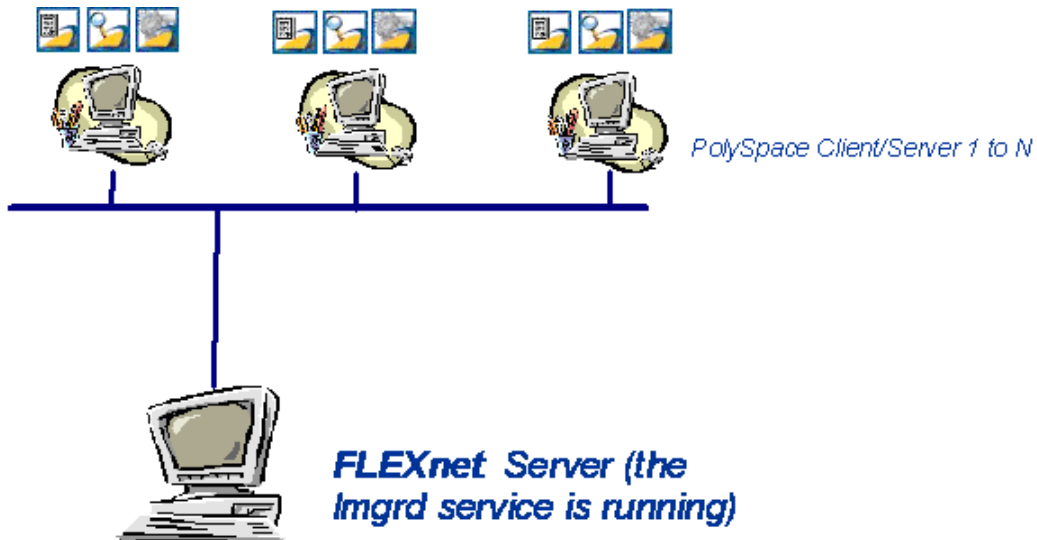 PolySpace Client/Server 1 to N
FLEXnet Server (the
lmgrd service is running)